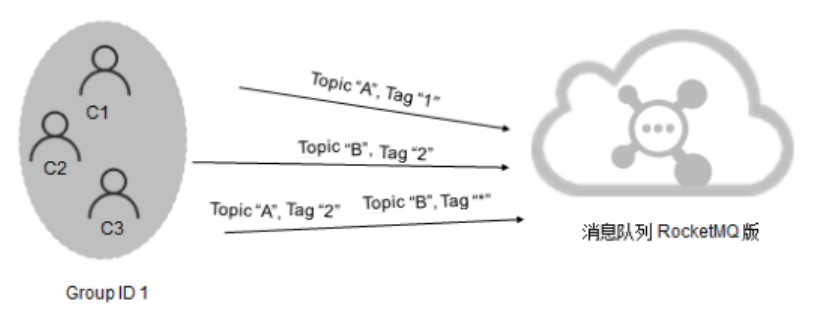 C1
C2
C3
Group ID 1
Topic “A”, Tag “1”
Topic “B”, Tag “2”
Topic “A”, Tag “2” Topic “B”, Tag “*”
消息队列 RocketMQ 版